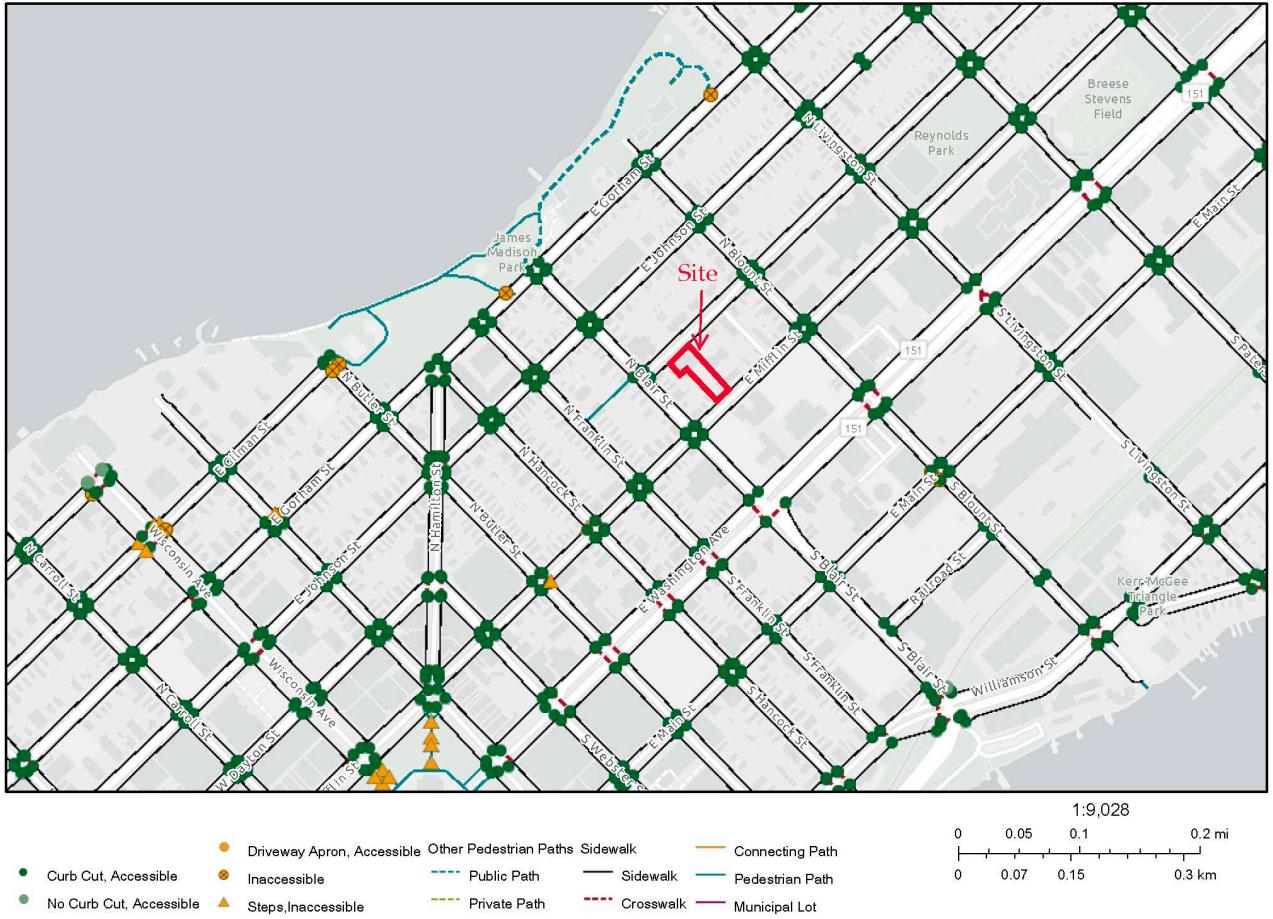 Breese
Stevens
Field
151
Reynolds
Park
N Livingston St
E Main St
E Gorham St
James
Madison
Park
E Johnson St
N Blount St
Site
S Livingston St
S Pater
E Mifflin St
151
151
N Blair St
N Butler St
N Franklin St
E Gilman St
E Gorham St
N Hancock St
N Hamilton St
N Butler St
S Livingston St
E Main St
S Blount St
N Carroll St
Wisconsin Ave
E Johnson St
E Washington Ave
S Blair St
Railroad St
Kerr-McGee
Triangle
Park
S Franklin St
S Franklin St
S Blair St
Williamson St
N Carroll St
Wisconsin Ave
W Dayton St
flin St
S Webster S
E Main St
S Hancock St
1:9,028
0 0.05 0.1 0.2 mi
0 0.07 0.15 0.3 km
Curb Cut, Accessible
No Curb Cut, Accessible
Driveway Apron, Accessible
Inaccessible
Steps,Inaccessible
Other Pedestrian Paths
Public Path
Private Path
Sidewalk
Sidewalk
Crosswalk
Connecting Path
Pedestrian Path
Municipal Lot